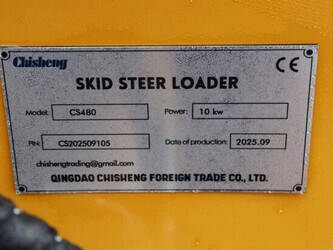 Chisheng CE
SKID STEER LOADER
Model: CS480 Power: 10 kw
PIN: CS202509105 Date of production: 2025.09
chishengtrading@gmail.com
QINGDAO CHISHENG FOREIGN TRADE CO., LTD.